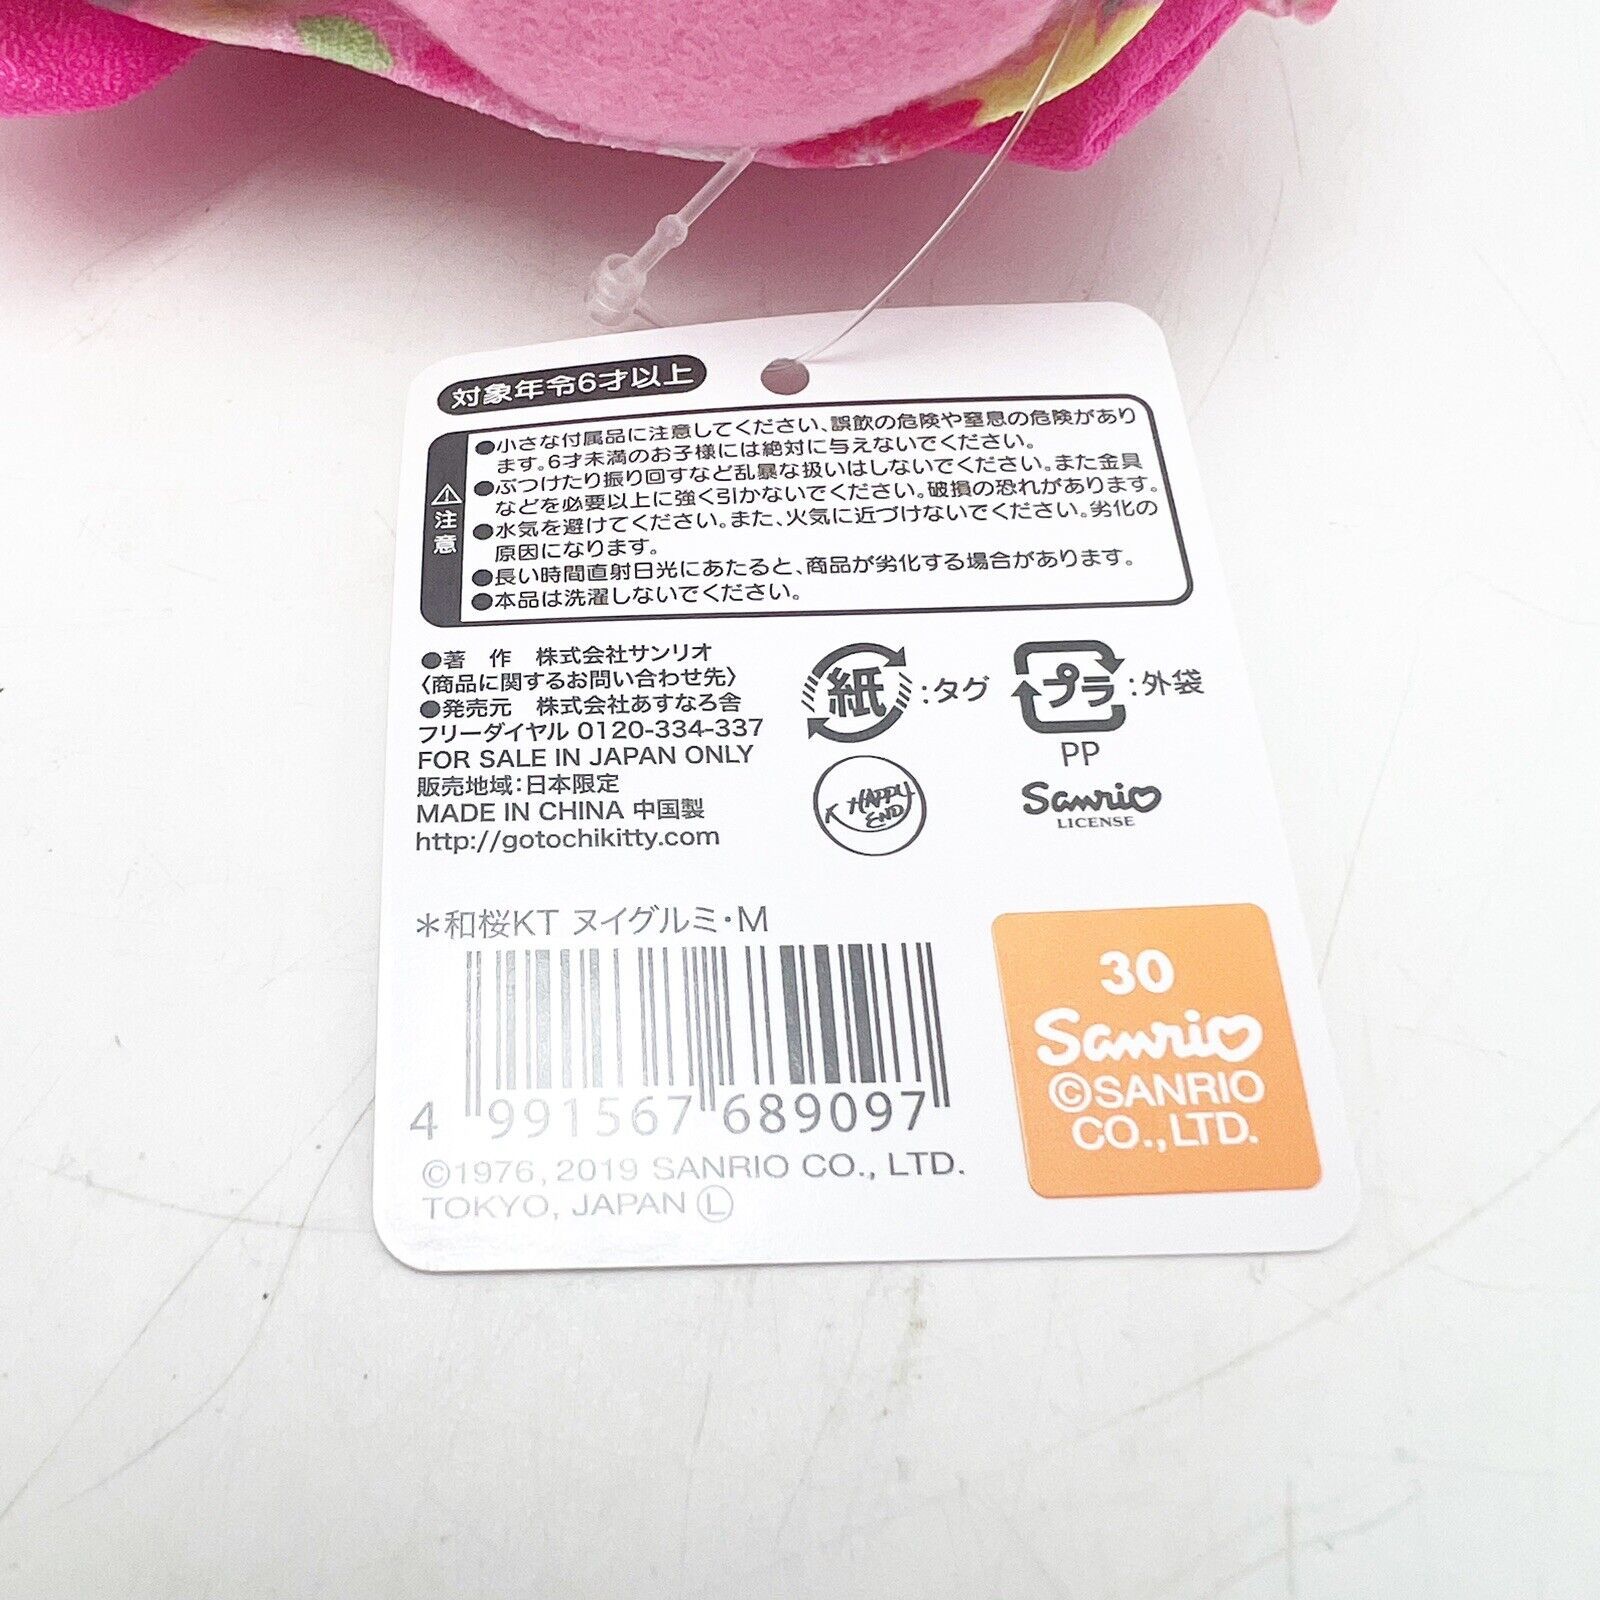 対象年令6才以上
⚠注意
●小さな付属品に注意してください、誤飲の危険や窒息の危険があり
ます。6才未満のお子様には絶対に与えないでください。
●ぶつけたり振り回すなど乱暴な扱いはしないでください。また金具
などを必要以上に強く引かないでください。破損の恐れがあります。
●水気を避けてください。また、火気に近づけないでください。劣化の
原因になります。
●長い時間直射日光にあたると、商品が劣化する場合があります。
●本品は洗濯しないでください。
●著 作 株式会社サンリオ
〈商品に関するお問い合わせ先〉
●発売元 株式会社あすなろ舎
フリーダイヤル 0120-334-337
FOR SALE IN JAPAN ONLY
販売地域：日本限定
MADE IN CHINA 中国製
http://gotochikitty.com
紙：タグ
プラ：外袋
PP
HAPPY
END
Sanrio
LICENSE
＊和桜KT ヌイグルミ・M
4 991567 689097
©1976, 2019 SANRIO CO., LTD.
TOKYO, JAPAN Ⓛ
30
Sanrio
©SANRIO
CO.,LTD.